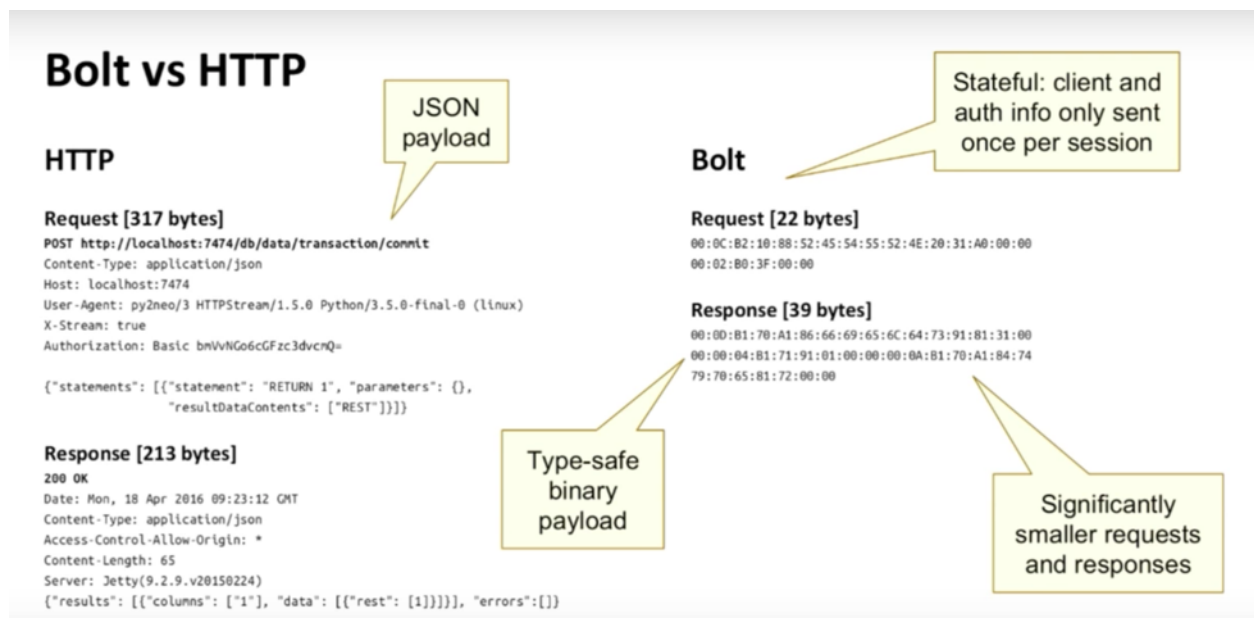 Bolt vs HTTP
JSON
payload
Stateful: client and
auth info only sent
once per session
HTTP
Request [317 bytes]
POST http://localhost:7474/db/data/transaction/commit
Content-Type: application/json
Host: localhost:7474
User-Agent: py2neo/3 HTTPStream/1.5.0 Python/3.5.0-final-0 (linux)
X-Stream: true
Authorization: Basic bmVvNGo6cGFzc3dvcmQ=
{"statements": [{"statement": "RETURN 1", "parameters": {},
"resultDataContents": ["REST"]}]}
Response [213 bytes]
200 OK
Date: Mon, 18 Apr 2016 09:23:12 GMT
Content-Type: application/json
Access-Control-Allow-Origin: *
Content-Length: 65
Server: Jetty(9.2.9.v20150224)
{"results": [{"columns": ["1"], "data": [{"rest": [1]}]}], "errors":[]}
Bolt
Request [22 bytes]
00:0C:B2:10:88:52:45:54:55:52:4E:20:31:A0:00:00
00:02:B0:3F:00:00
Response [39 bytes]
00:0D:B1:70:A1:86:66:69:65:6C:64:73:91:81:31:00
00:00:04:B1:71:91:01:00:00:00:0A:B1:70:A1:84:74
79:70:65:81:72:00:00
Type-safe
binary
payload
Significantly
smaller requests
and responses